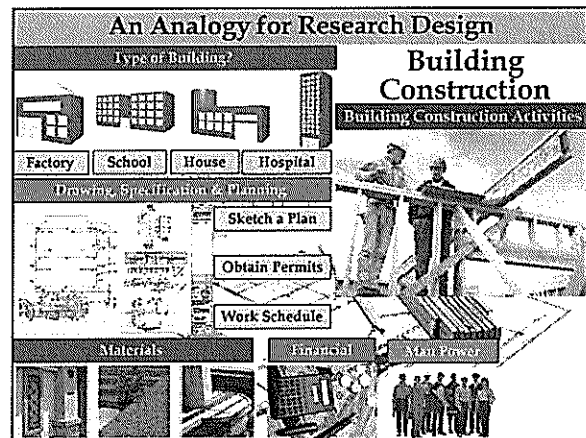 An Analogy for Research Design
Type of Building?
Building
Construction
Building Construction Activities
Factory
School
House
Hospital
Drawing, Specification & Planning
Sketch a Plan
Obtain Permits
Work Schedule
Materials
Financial
Man Power